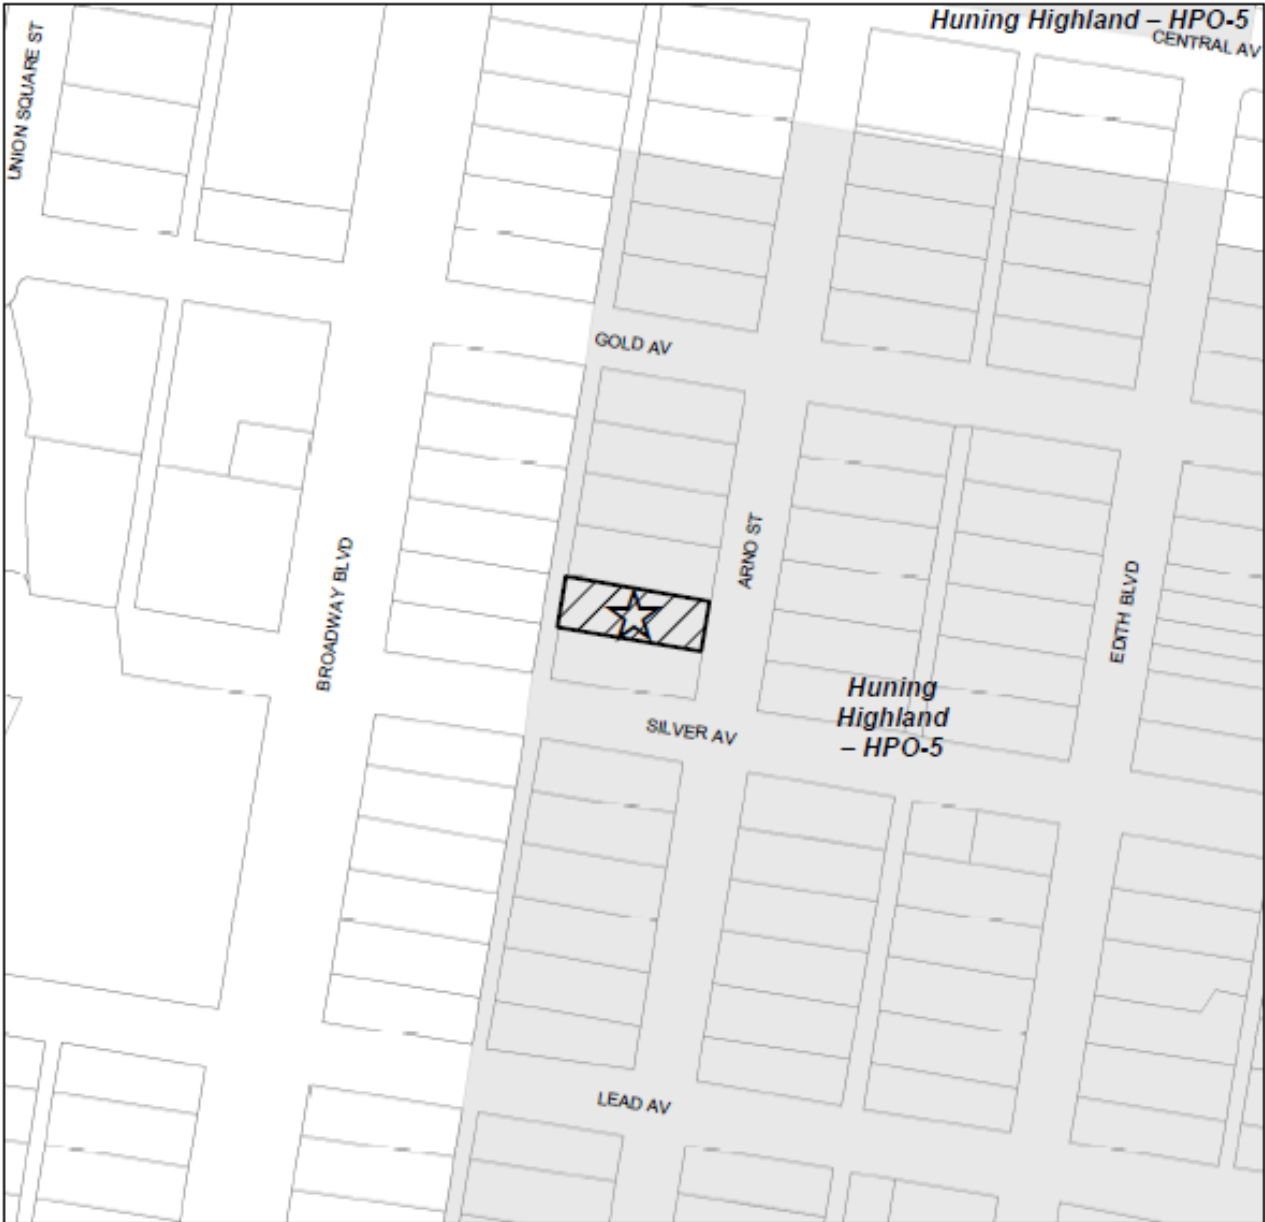 Huning Highland – HPO-5
CENTRAL AV
UNION SQUARE ST
GOLD AV
ARNO ST
BROADWAY BLVD
EDITH BLVD
Huning
Highland
– HPO-5
SILVER AV
LEAD AV